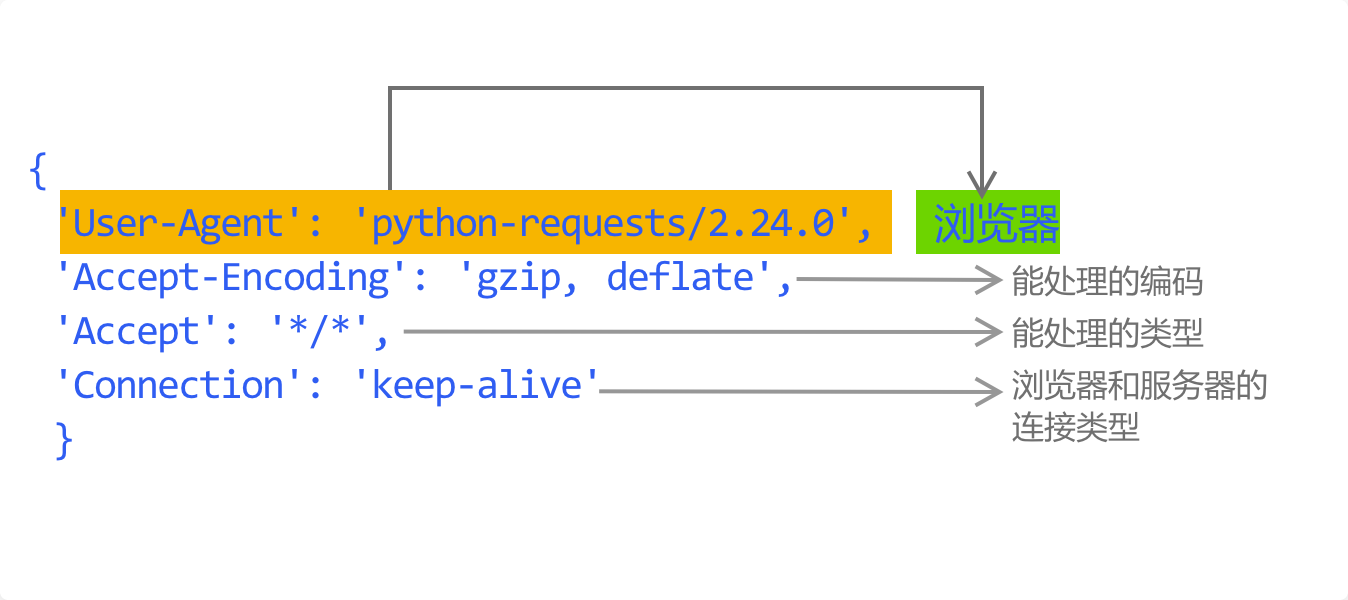 {
'User-Agent': 'python-requests/2.24.0', 浏览器
'Accept-Encoding': 'gzip, deflate', 能处理的编码
'Accept': '*/*', 能处理的类型
'Connection': 'keep-alive' 浏览器和服务器的
连接类型
}